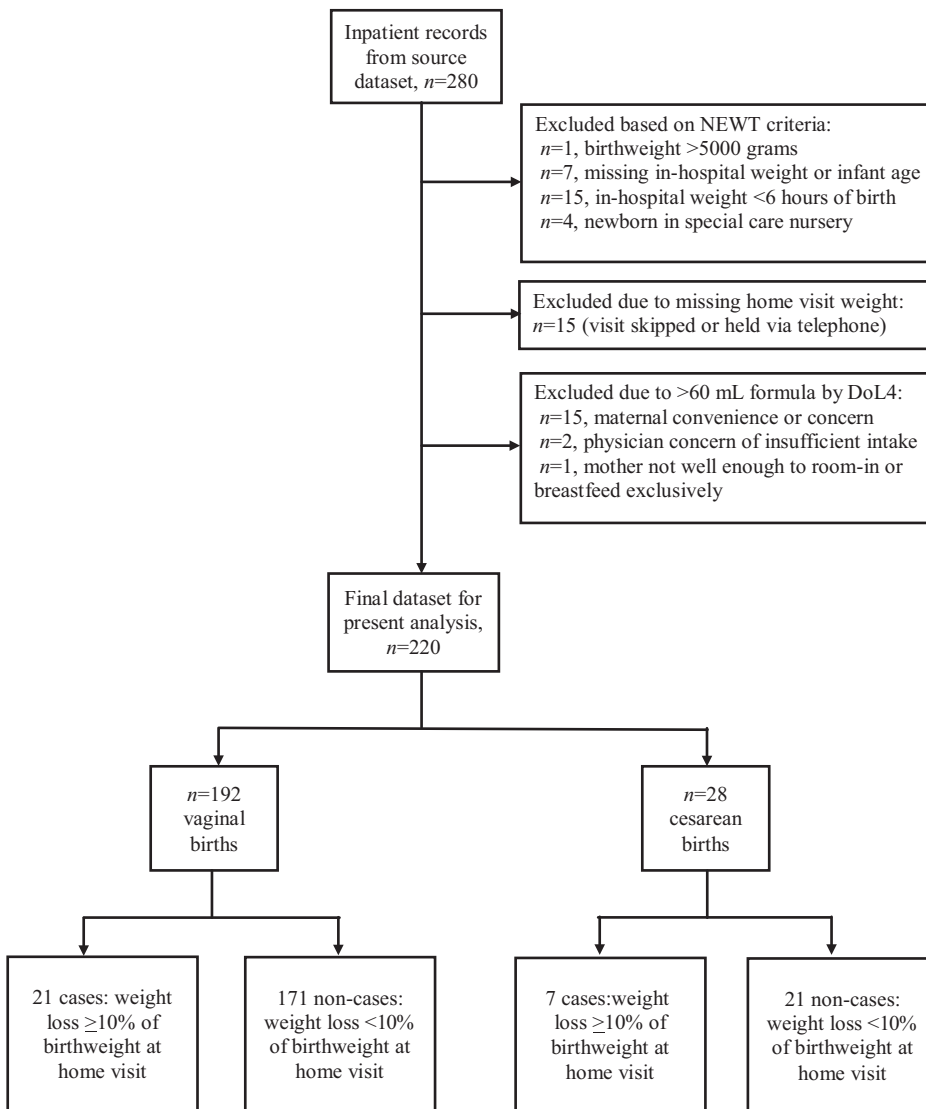 Inpatient records
from source
dataset, n=280
Excluded based on NEWT criteria:
n=1, birthweight >5000 grams
n=7, missing in-hospital weight or infant age
n=15, in-hospital weight <6 hours of birth
n=4, newborn in special care nursery
Excluded due to missing home visit weight:
n=15 (visit skipped or held via telephone)
Excluded due to >60 mL formula by DoL4:
n=15, maternal convenience or concern
n=2, physician concern of insufficient intake
n=1, mother not well enough to room-in or
breastfeed exclusively
Final dataset for
present analysis,
n=220
n=192
vaginal
births
n=28
cesarean
births
21 cases: weight
loss ≥10% of
birthweight at
home visit
171 non-cases:
weight loss <10%
of birthweight at
home visit
7 cases:weight
loss ≥10% of
birthweight at
home visit
21 non-cases:
weight loss <10%
of birthweight at
home visit